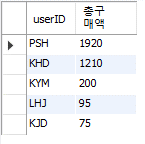 userID 총구매액
PSH 1920
KHD 1210
KYM 200
LHJ 95
KJD 75